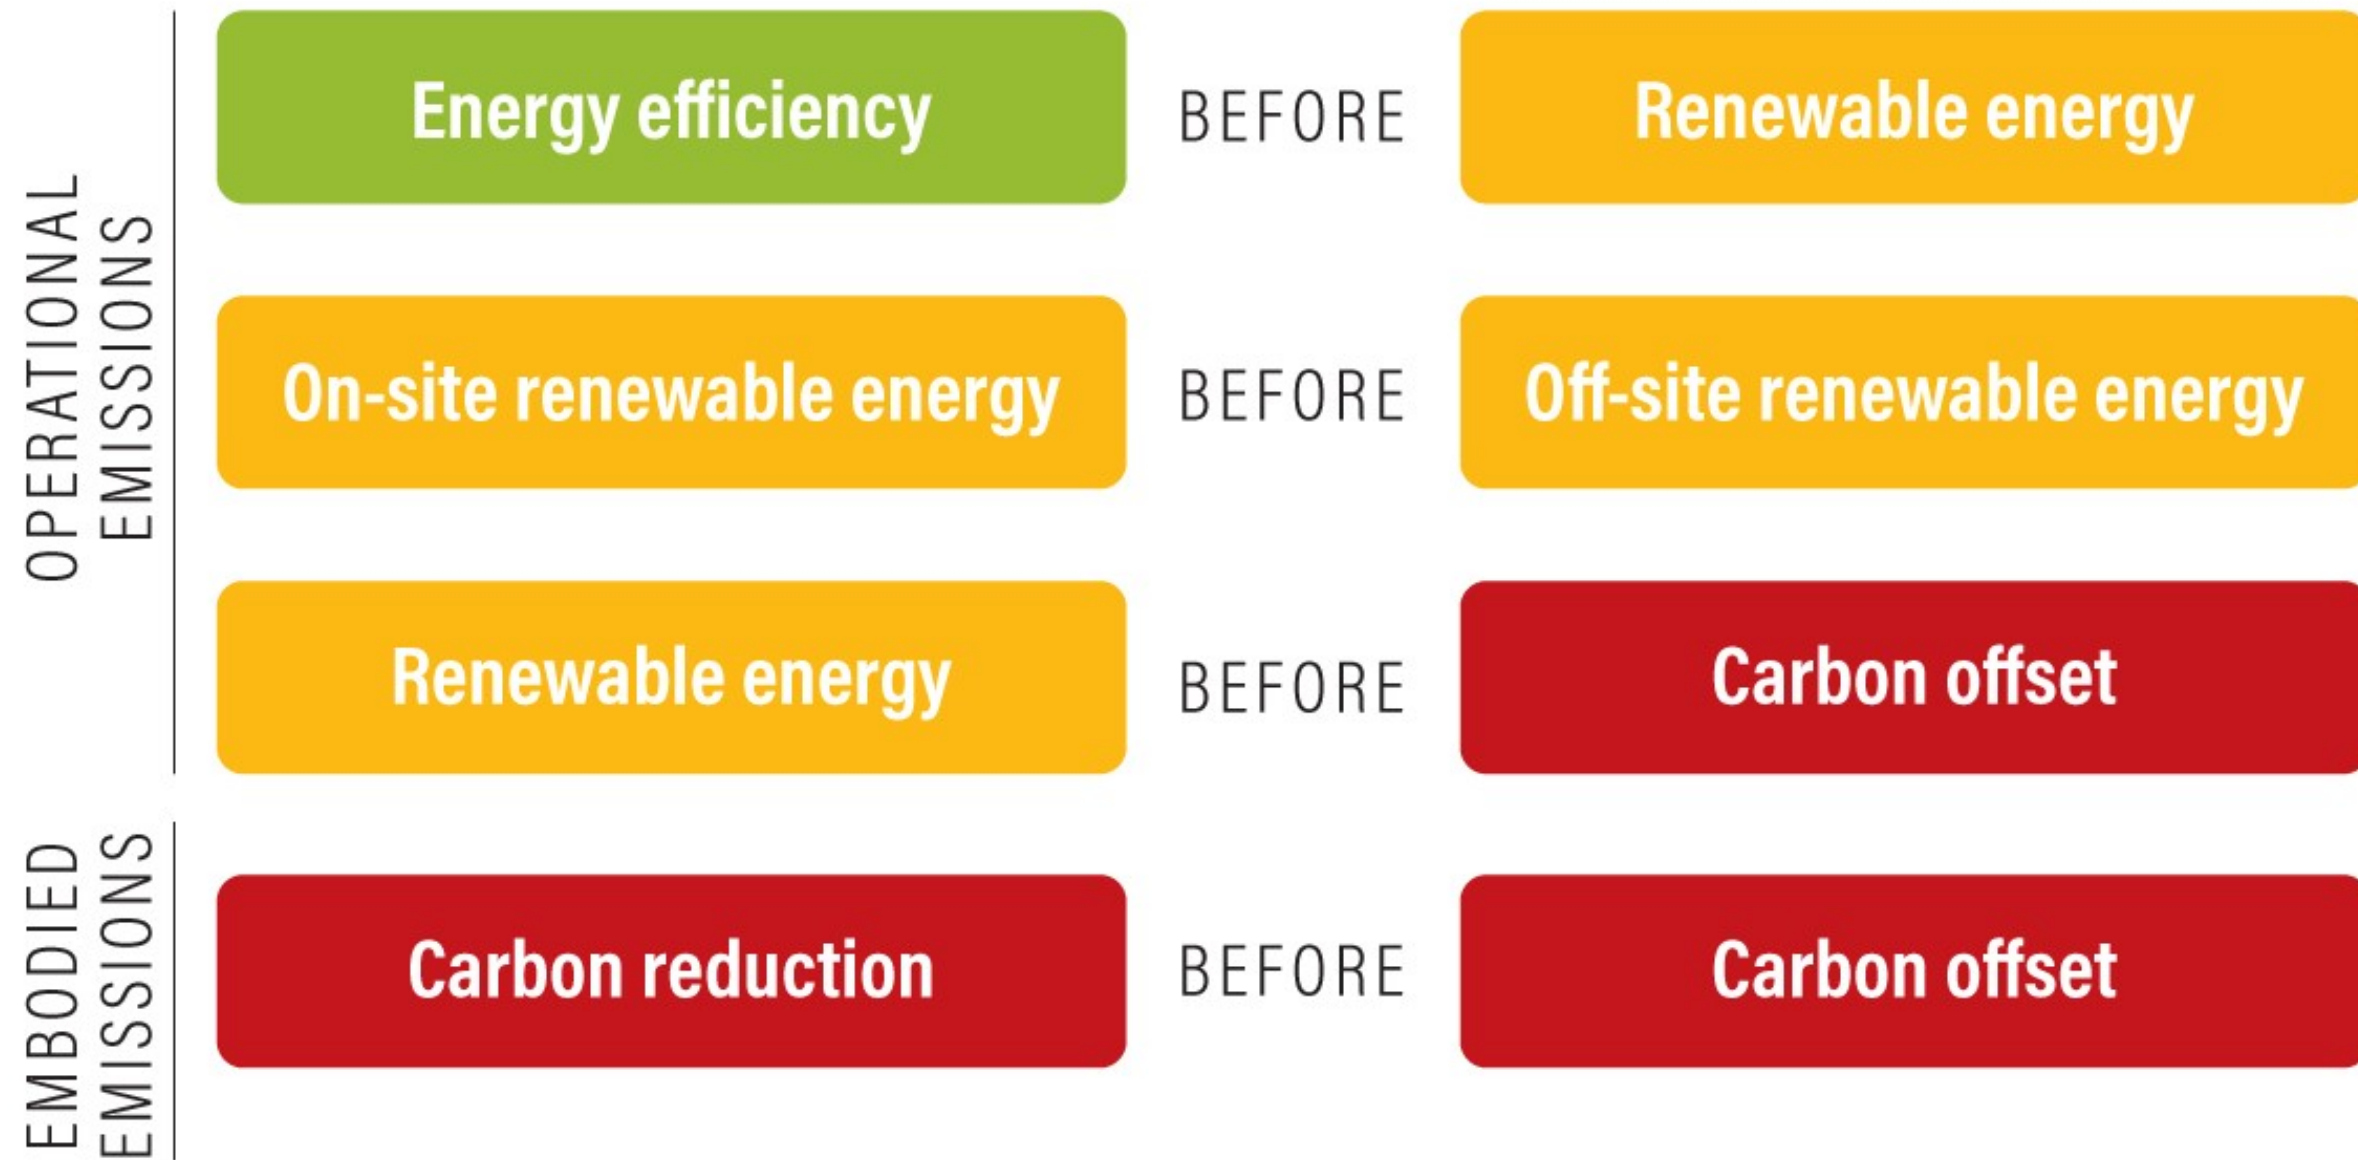 OPERATIONAL
EMISSIONS
Energy efficiency BEFORE Renewable energy
On-site renewable energy BEFORE Off-site renewable energy
Renewable energy BEFORE Carbon offset
EMBODIED
EMISSIONS
Carbon reduction BEFORE Carbon offset